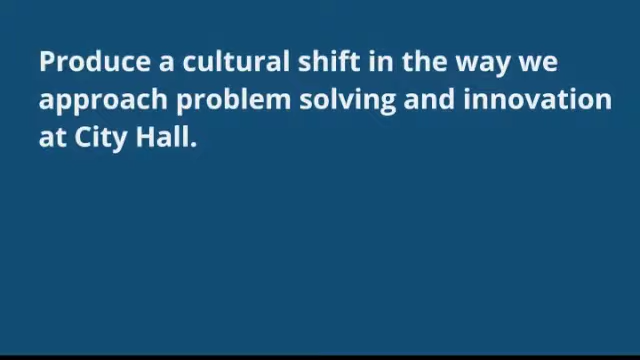 Produce a cultural shift in the way we
approach problem solving and innovation
at City Hall.